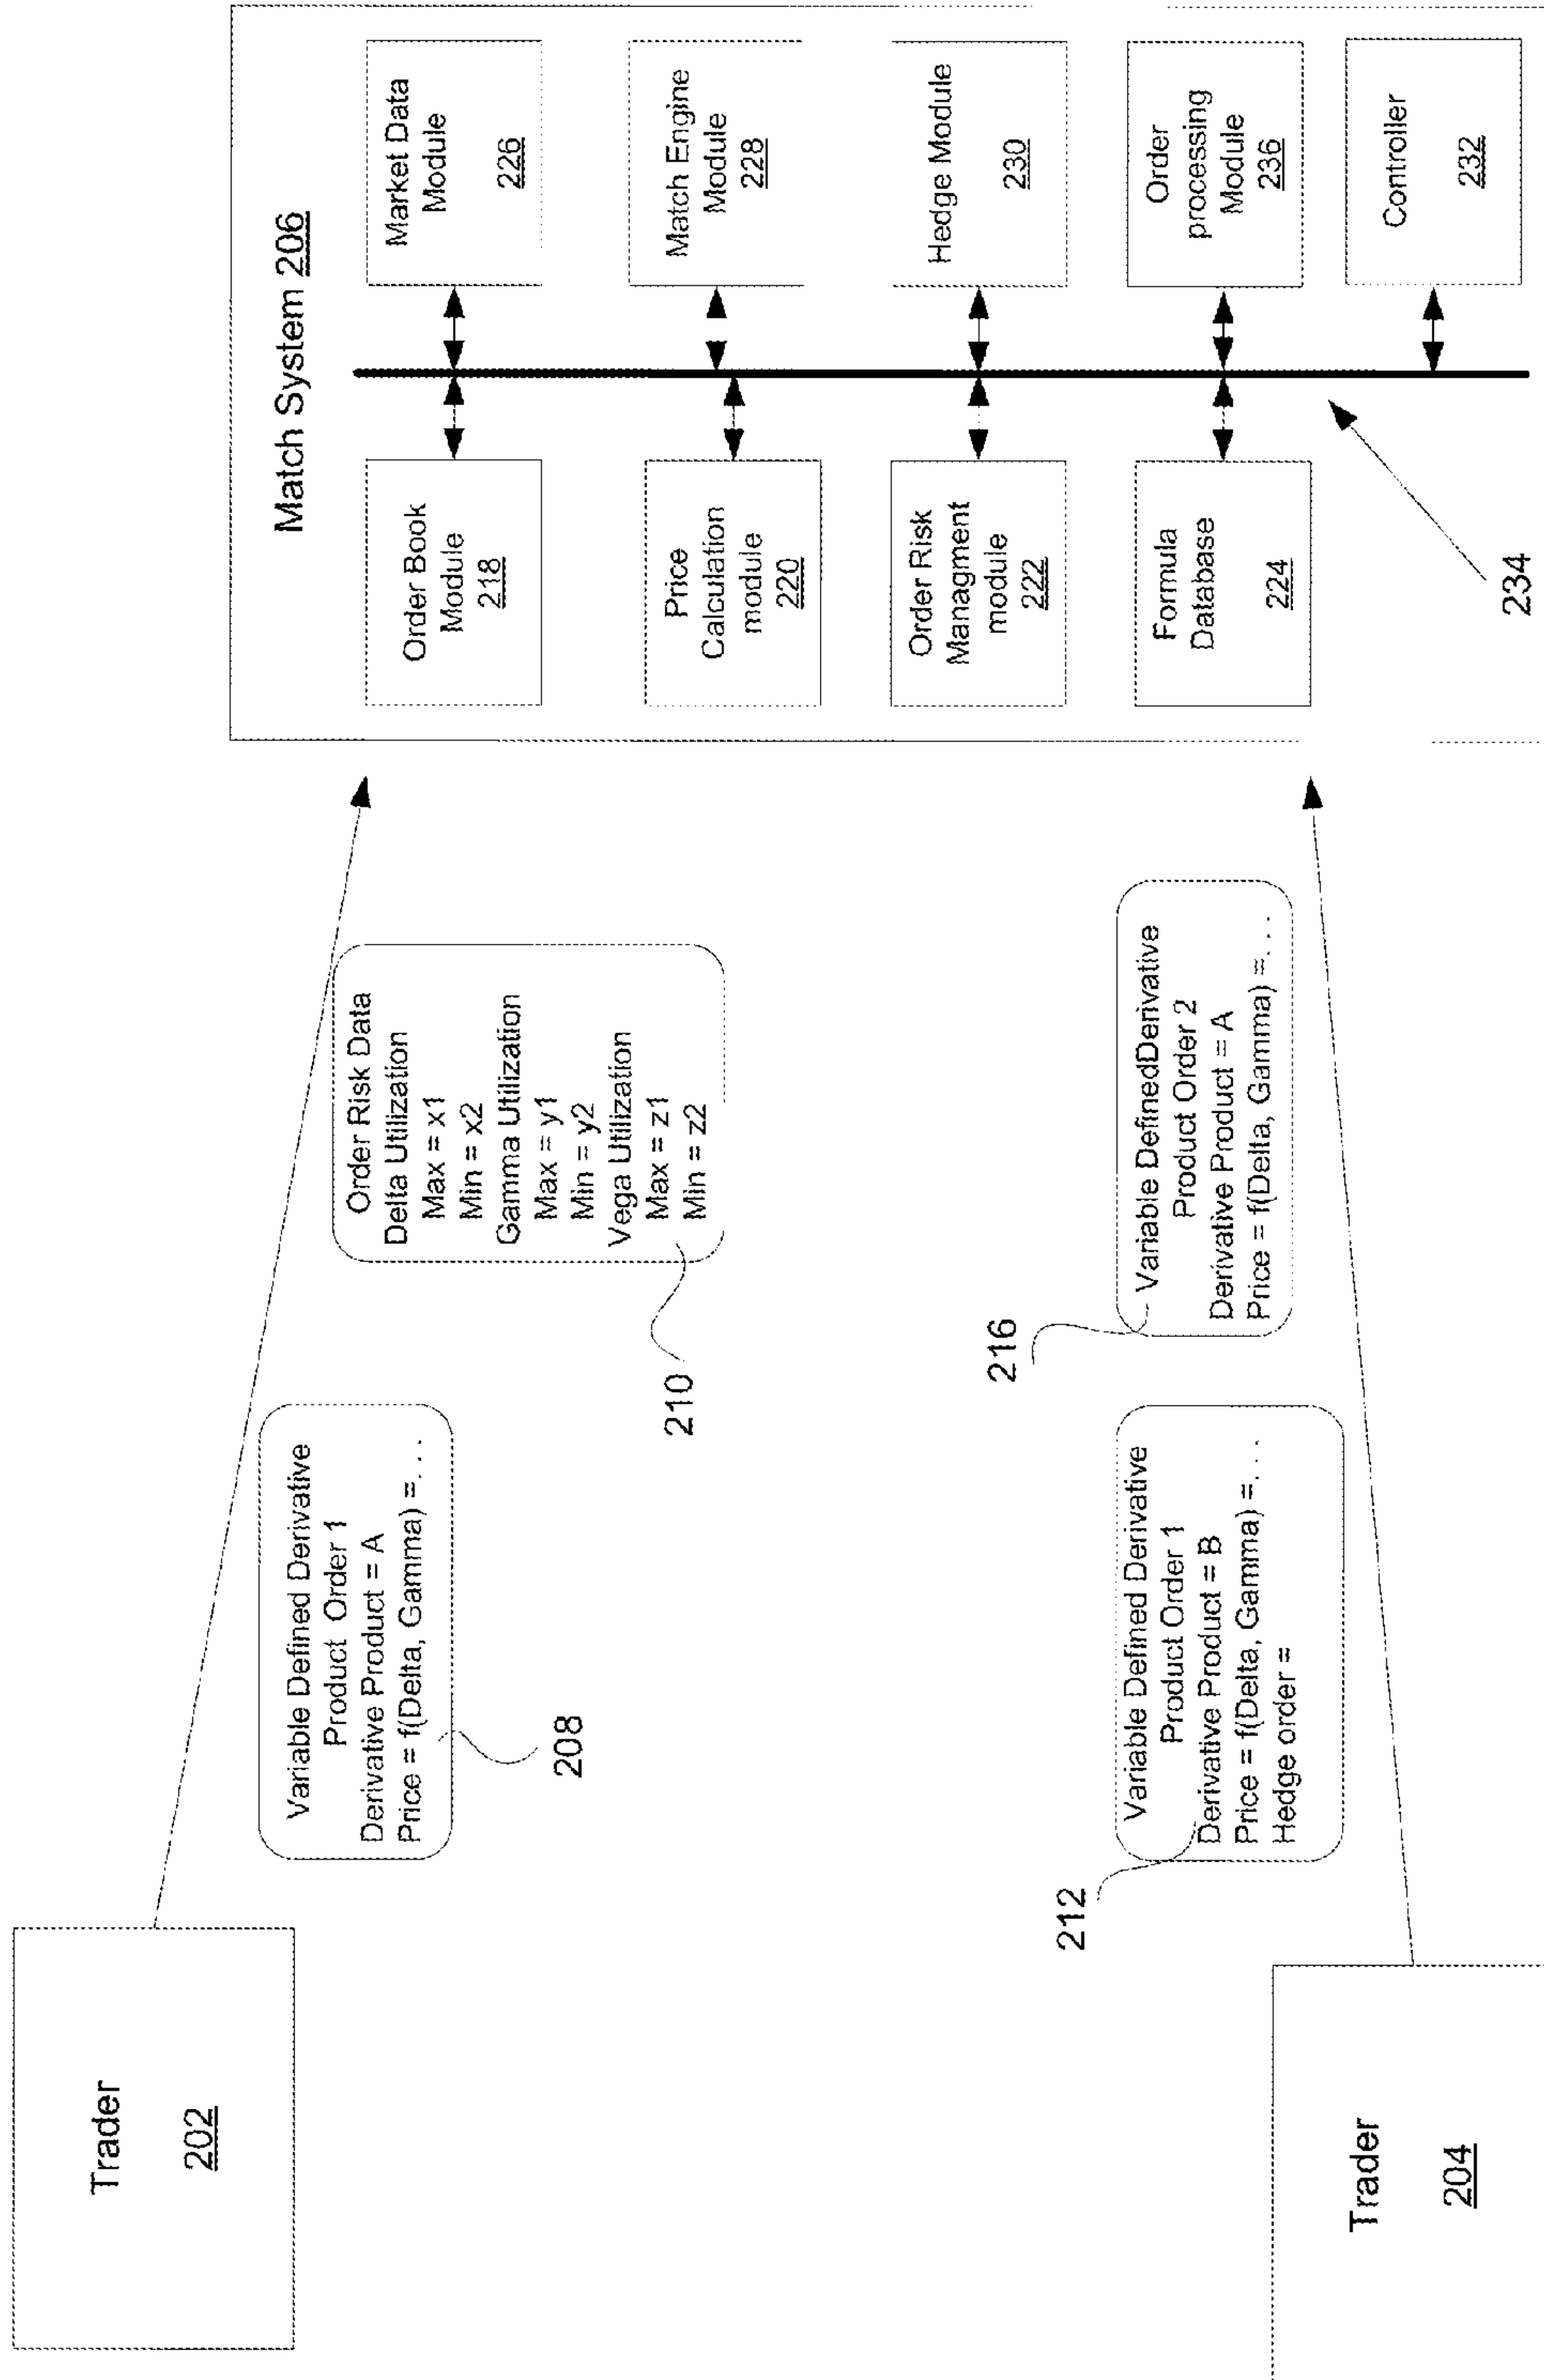 Trader
202
Variable Defined Derivative
Product Order 1
Derivative Product = A
Price = f(Delta, Gamma) =. . .
208
Order Risk Data
Delta Utilization
Max = x1
Min = x2
Gamma Utilization
Max = y1
Min = y2
Vega Utilization
Max = z1
Min = z2
210
Trader
204
Variable Defined Derivative
Product Order 1
Derivative Product = B
Price = f(Delta, Gamma) =. . .
Hedge order =
212
Variable DefinedDerivative
Product Order 2
Derivative Product = A
Price = f(Delta, Gamma) =. . .
216
Match System 206
Order Book
Module
218
Price
Calculation
module
220
Order Risk
Managment
module
222
Formula
Database
224
Market Data
Module
226
Match Engine
Module
228
Hedge Module
230
Order
processing
Module
236
Controller
232
234